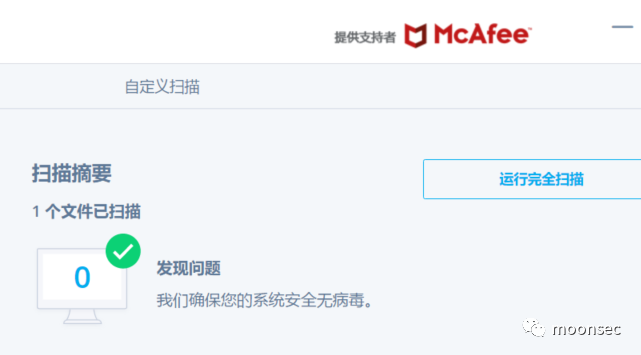 提供支持者 McAfee™
自定义扫描
扫描摘要
运行完全扫描
1 个文件已扫描
0
发现问题
我们确保您的系统安全无病毒。
moonsec